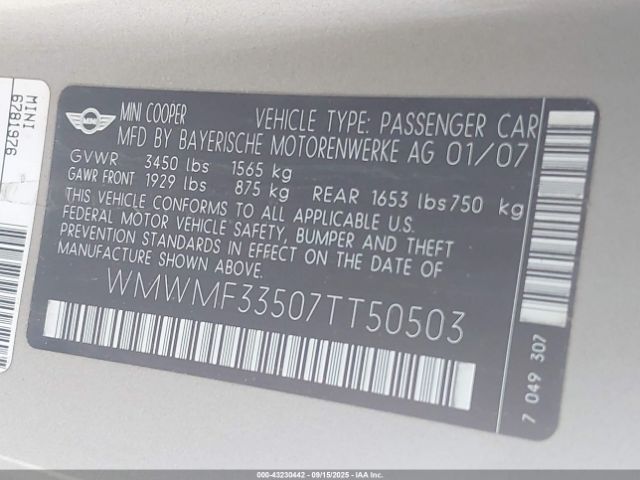 MINI COOPER
VEHICLE TYPE: PASSENGER CAR
MFD BY BAYERISCHE MOTORENWERKE AG 01/07
GVWR 3450 lbs 1565 kg
GAWR FRONT 1929 lbs 875 kg REAR 1653 lbs 750 kg
THIS VEHICLE CONFORMS TO ALL APPLICABLE U.S.
FEDERAL MOTOR VEHICLE SAFETY, BUMPER AND THEFT
PREVENTION STANDARDS IN EFFECT ON THE DATE OF
MANUFACTURE SHOWN ABOVE.
WMWMF33507TT50503
7 049 307
MINI
6781926
000-43230442 - 09/15/2025 - IAA Inc.